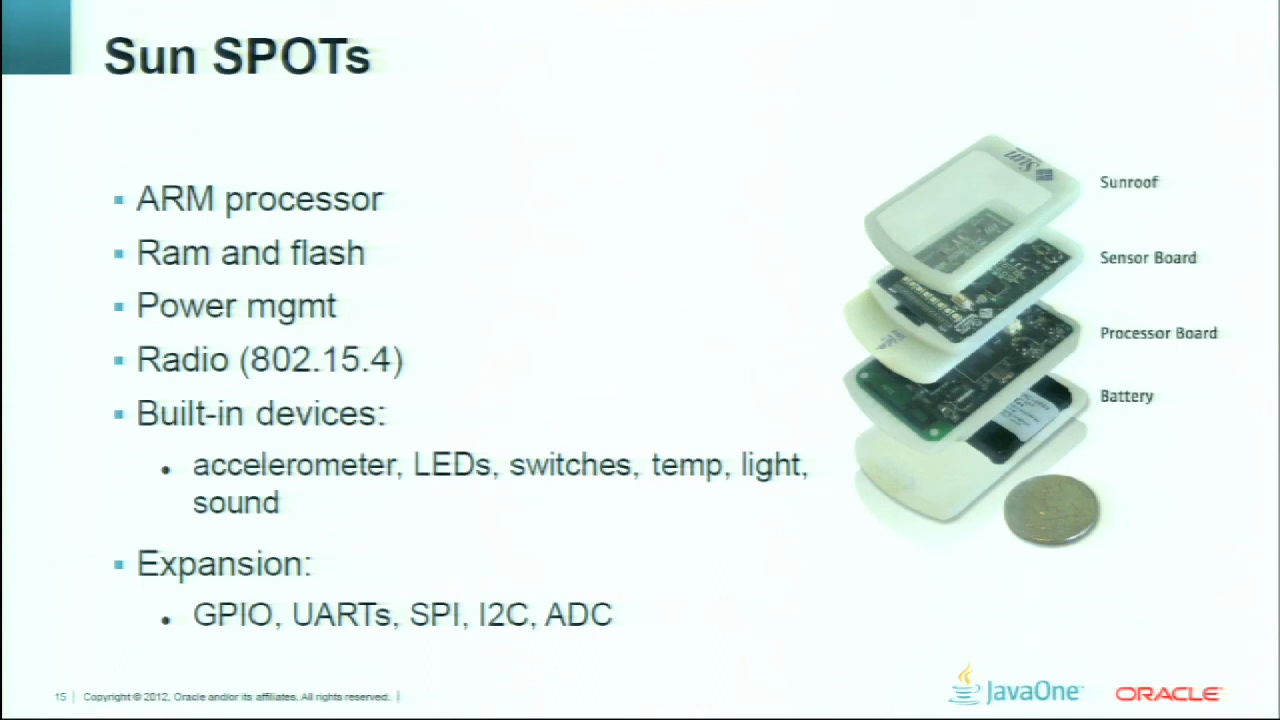 Sun SPOTs
ARM processor
Ram and flash
Power mgmt
Radio (802.15.4)
Built-in devices:
accelerometer, LEDs, switches, temp, light,
sound
Expansion:
GPIO, UARTs, SPI, I2C, ADC
Sun
Sunroof
Sensor Board
Processor Board
Battery
15 | Copyright © 2012, Oracle and/or its affiliates. All rights reserved. |
JavaOne
ORACLE